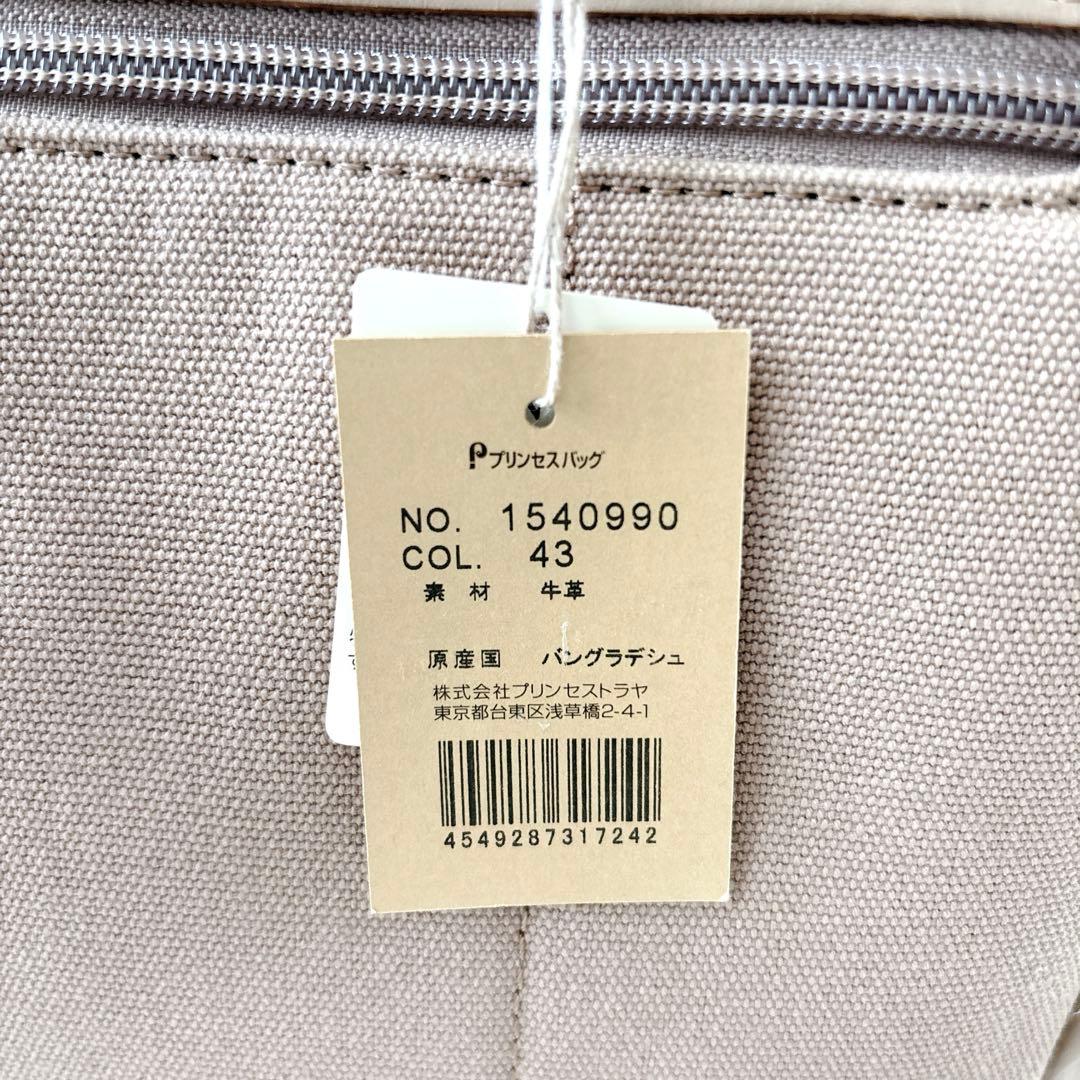 プリンセスバッグ
NO. 1540990
COL. 43
素材 牛革
原産国 バングラデシュ
株式会社プリンセストラヤ
東京都台東区浅草橋2-4-1
4549287317242